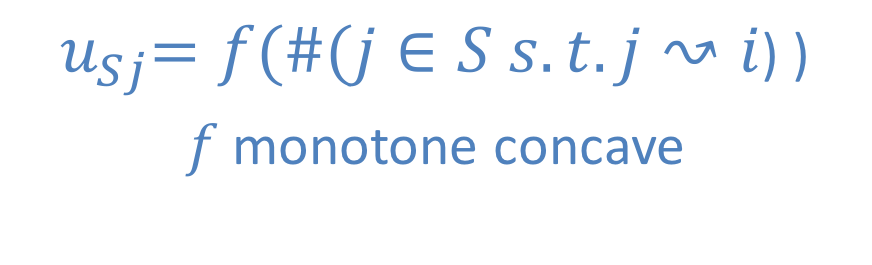 u_{Sj}= f(#(j ∈ S s.t. j ⇝ i))
f monotone concave